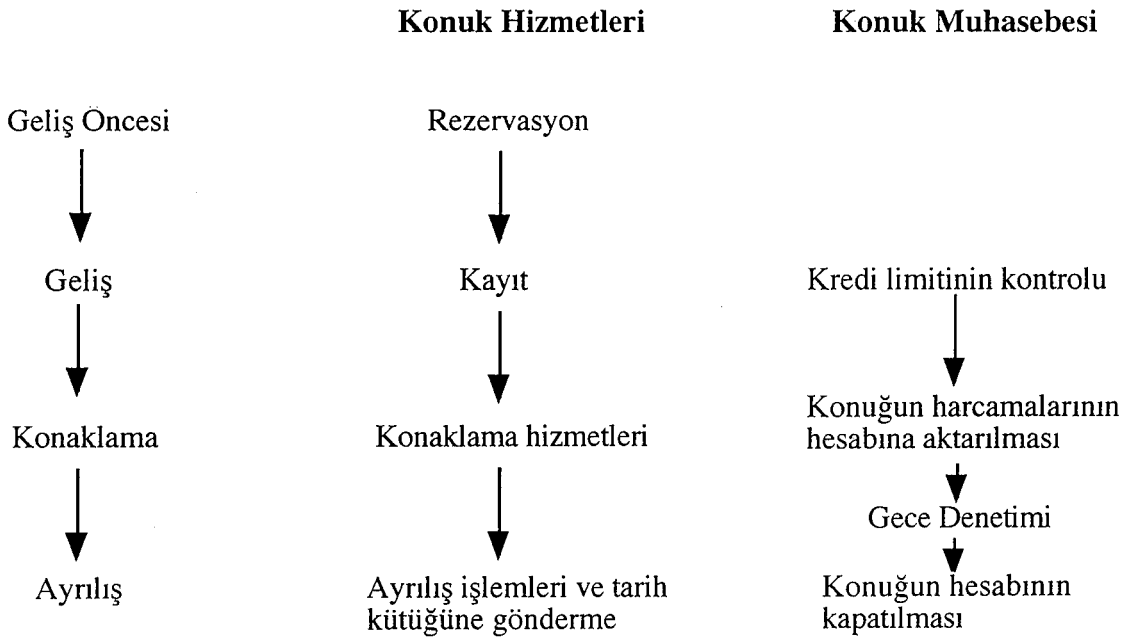 Konuk Hizmetleri
Konuk Muhasebesi
Geliş Öncesi
Rezervasyon
Geliş
Kayıt
Kredi limitinin kontrolu
Konaklama
Konaklama hizmetleri
Konuğun harcamalarının
hesabına aktarılması
Gece Denetimi
Ayrılış
Ayrılış işlemleri ve tarih
kütüğüne gönderme
Konuğun hesabının
kapatılması